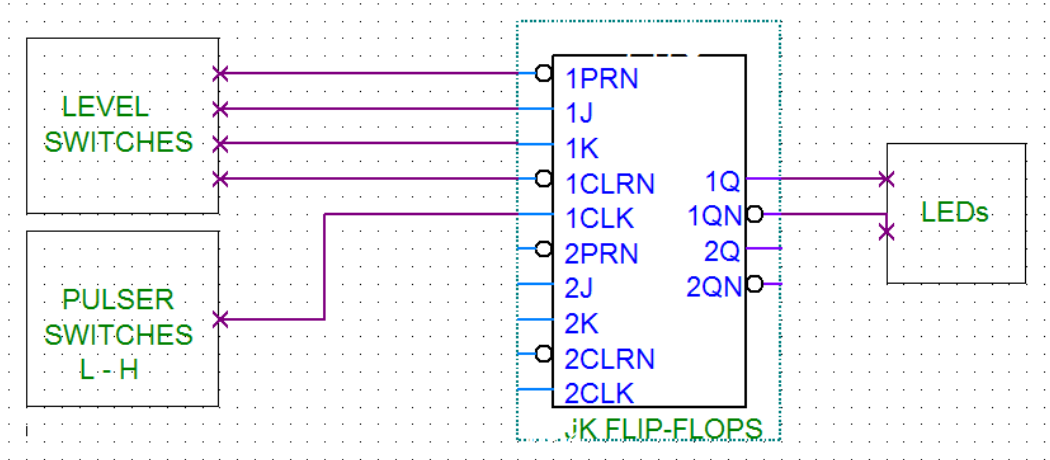 LEVEL
SWITCHES
PULSER
SWITCHES
L - H
1PRN
1J
1K
1CLRN
1CLK
2PRN
2J
2K
2CLRN
2CLK
1Q
1QN
2Q
2QN
JK FLIP-FLOPS
LEDs